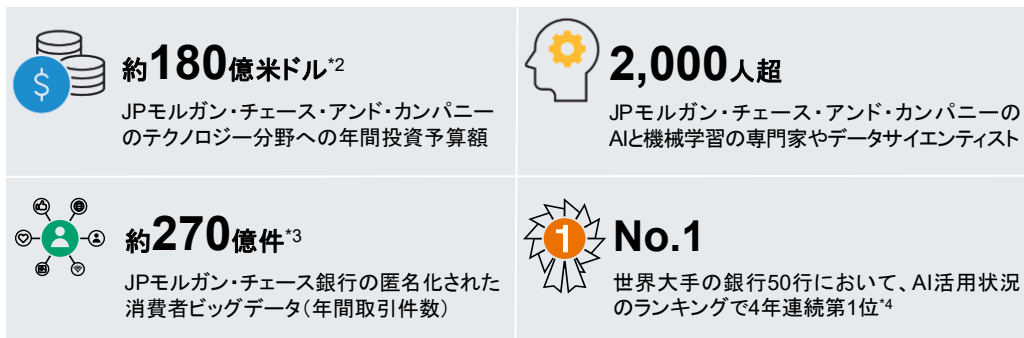 $
約180億米ドル*2
JPモルガン・チェース・アンド・カンパニー
のテクノロジー分野への年間投資予算額
2,000人超
JPモルガン・チェース・アンド・カンパニーの
AIと機械学習の専門家やデータサイエンティスト
約270億件*3
JPモルガン・チェース銀行の匿名化された
消費者ビッグデータ(年間取引件数)
1
No.1
世界大手の銀行50行において、AI活用状況
のランキングで4年連続第1位*4